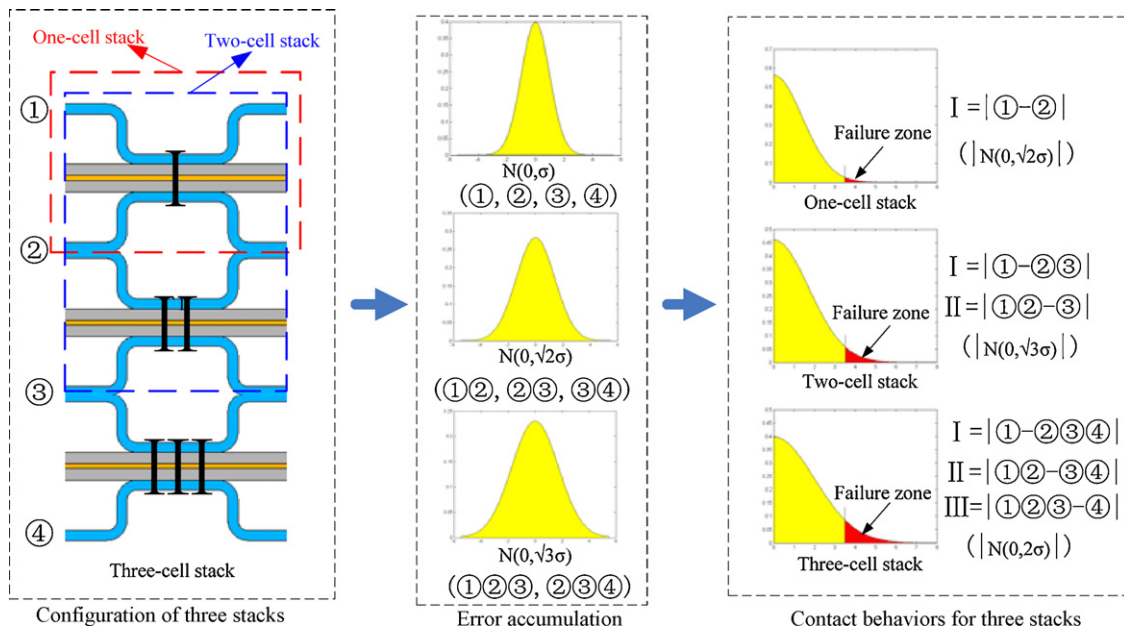 One-cell stack
Two-cell stack
①
I
②
II
③
III
④
Three-cell stack
Configuration of three stacks
N(0,σ)
(①, ②, ③, ④)
N(0,√2σ)
(①②, ②③, ③④)
N(0,√3σ)
(①②③, ②③④)
Error accumulation
Failure zone
One-cell stack
I =|①-②|
(|N(0,√2σ)|)
Failure zone
Two-cell stack
I =|①-②③|
II =|①②-③|
(|N(0,√3σ)|)
Failure zone
Three-cell stack
I =|①-②③④|
II =|①②-③④|
III=|①②③-④|
(|N(0,2σ)|)
Contact behaviors for three stacks